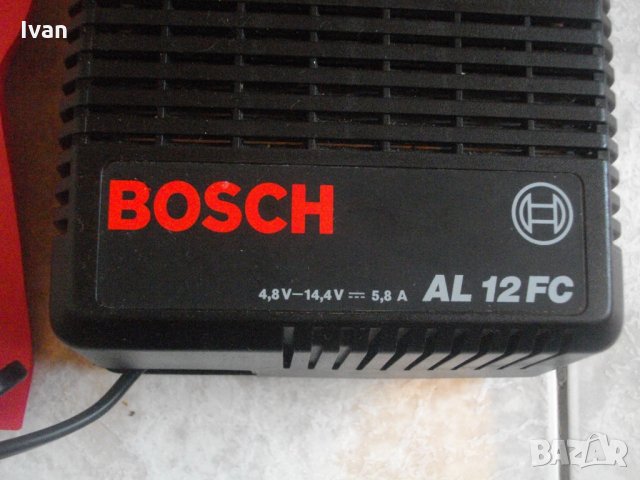 Ivan
BOSCH
4,8V–14,4V ⎓ 5,8 A AL 12 FC
BAZAR